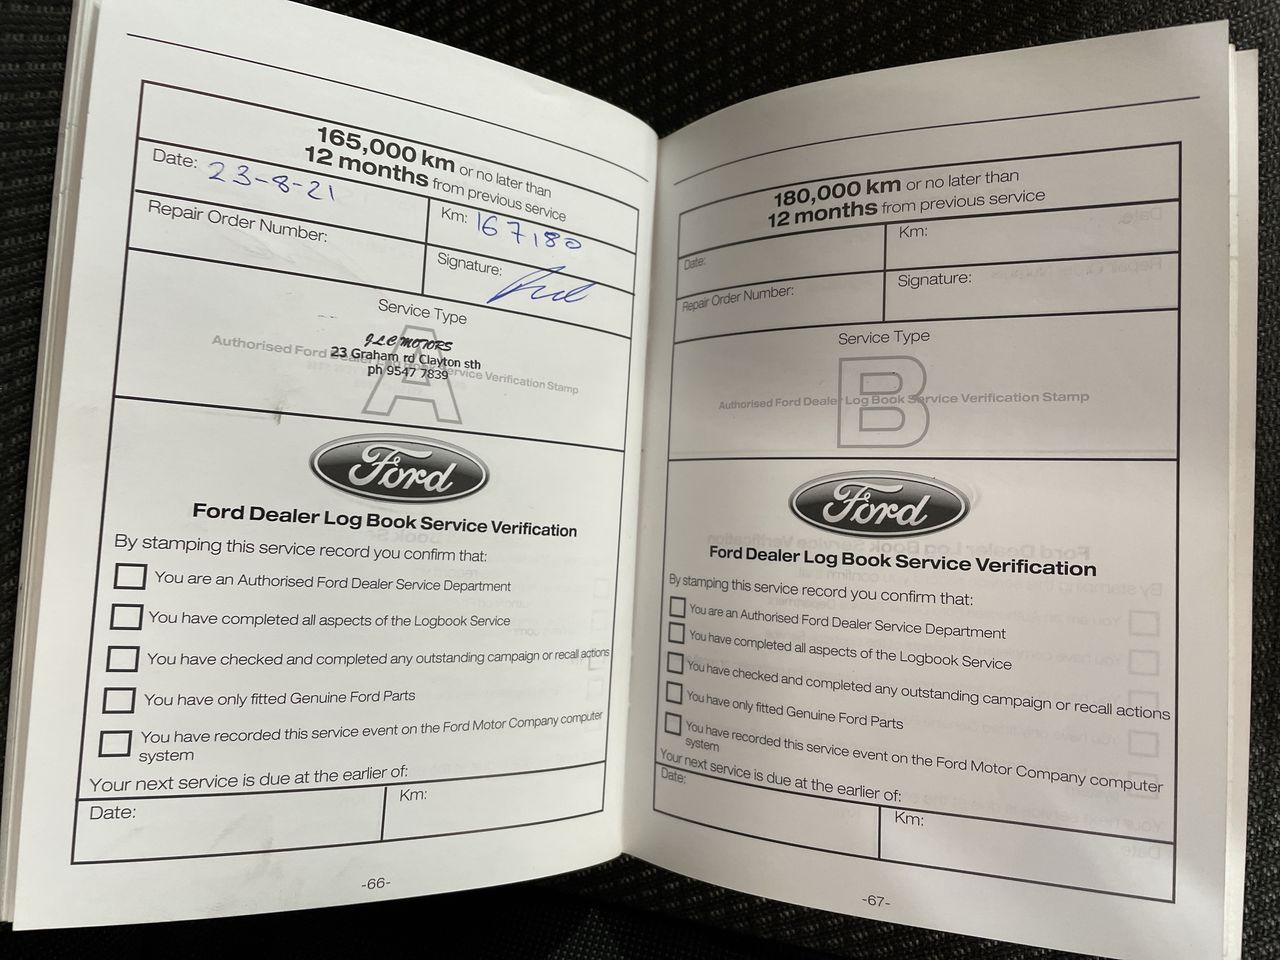 165,000 km or no later than
12 months from previous service
Date: 23-8-21
Km: 167180
Repair Order Number:
Signature:
Service Type
A
Authorised Ford Dealer Log Book Service Verification Stamp
JLC MOTORS
23 Graham rd Clayton sth
ph 9547 7839
Ford
Ford Dealer Log Book Service Verification
By stamping this service record you confirm that:
You are an Authorised Ford Dealer Service Department
You have completed all aspects of the Logbook Service
You have checked and completed any outstanding campaign or recall actions
You have only fitted Genuine Ford Parts
You have recorded this service event on the Ford Motor Company computer
system
Your next service is due at the earlier of:
Date:
Km:
-66-
180,000 km or no later than
12 months from previous service
Date:
Km:
Repair Order Number:
Signature:
Service Type
B
Authorised Ford Dealer Log Book Service Verification Stamp
Ford
Ford Dealer Log Book Service Verification
By stamping this service record you confirm that:
You are an Authorised Ford Dealer Service Department
You have completed all aspects of the Logbook Service
You have checked and completed any outstanding campaign or recall actions
You have only fitted Genuine Ford Parts
You have recorded this service event on the Ford Motor Company computer
system
Your next service is due at the earlier of:
Date:
Km:
-67-